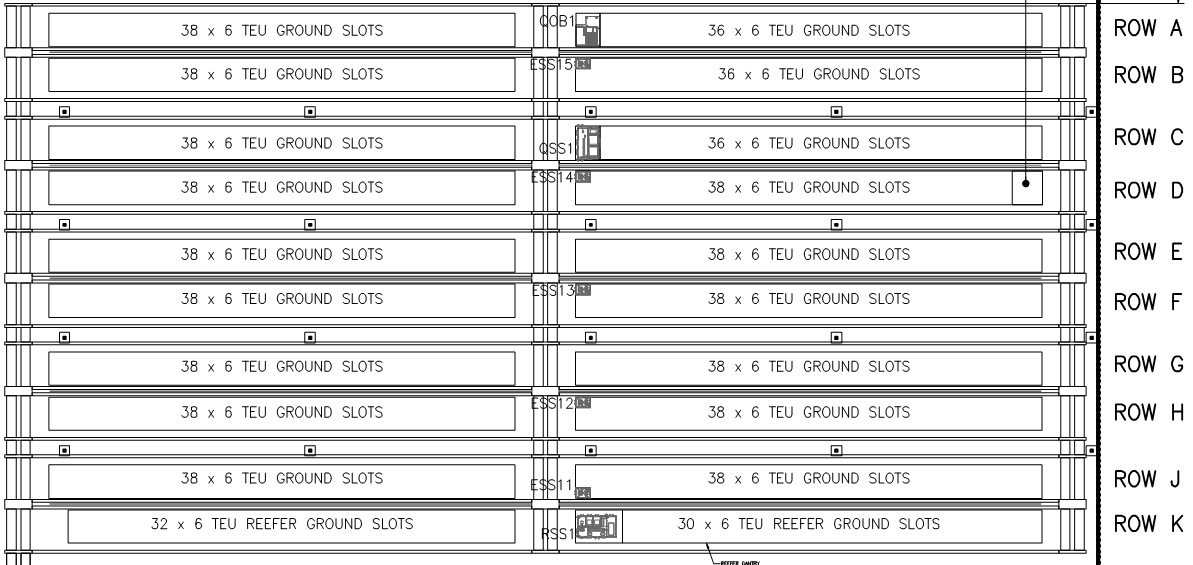 38 x 6 TEU GROUND SLOTS QOB1 36 x 6 TEU GROUND SLOTS ROW A
38 x 6 TEU GROUND SLOTS ESS15 36 x 6 TEU GROUND SLOTS ROW B
38 x 6 TEU GROUND SLOTS QSS1 36 x 6 TEU GROUND SLOTS ROW C
38 x 6 TEU GROUND SLOTS ESS14 38 x 6 TEU GROUND SLOTS ROW D
38 x 6 TEU GROUND SLOTS 38 x 6 TEU GROUND SLOTS ROW E
38 x 6 TEU GROUND SLOTS ESS13 38 x 6 TEU GROUND SLOTS ROW F
38 x 6 TEU GROUND SLOTS 38 x 6 TEU GROUND SLOTS ROW G
38 x 6 TEU GROUND SLOTS ESS12 38 x 6 TEU GROUND SLOTS ROW H
38 x 6 TEU GROUND SLOTS ESS11 38 x 6 TEU GROUND SLOTS ROW J
32 x 6 TEU REEFER GROUND SLOTS RSS1 30 x 6 TEU REEFER GROUND SLOTS ROW K
REEFER GANTRY